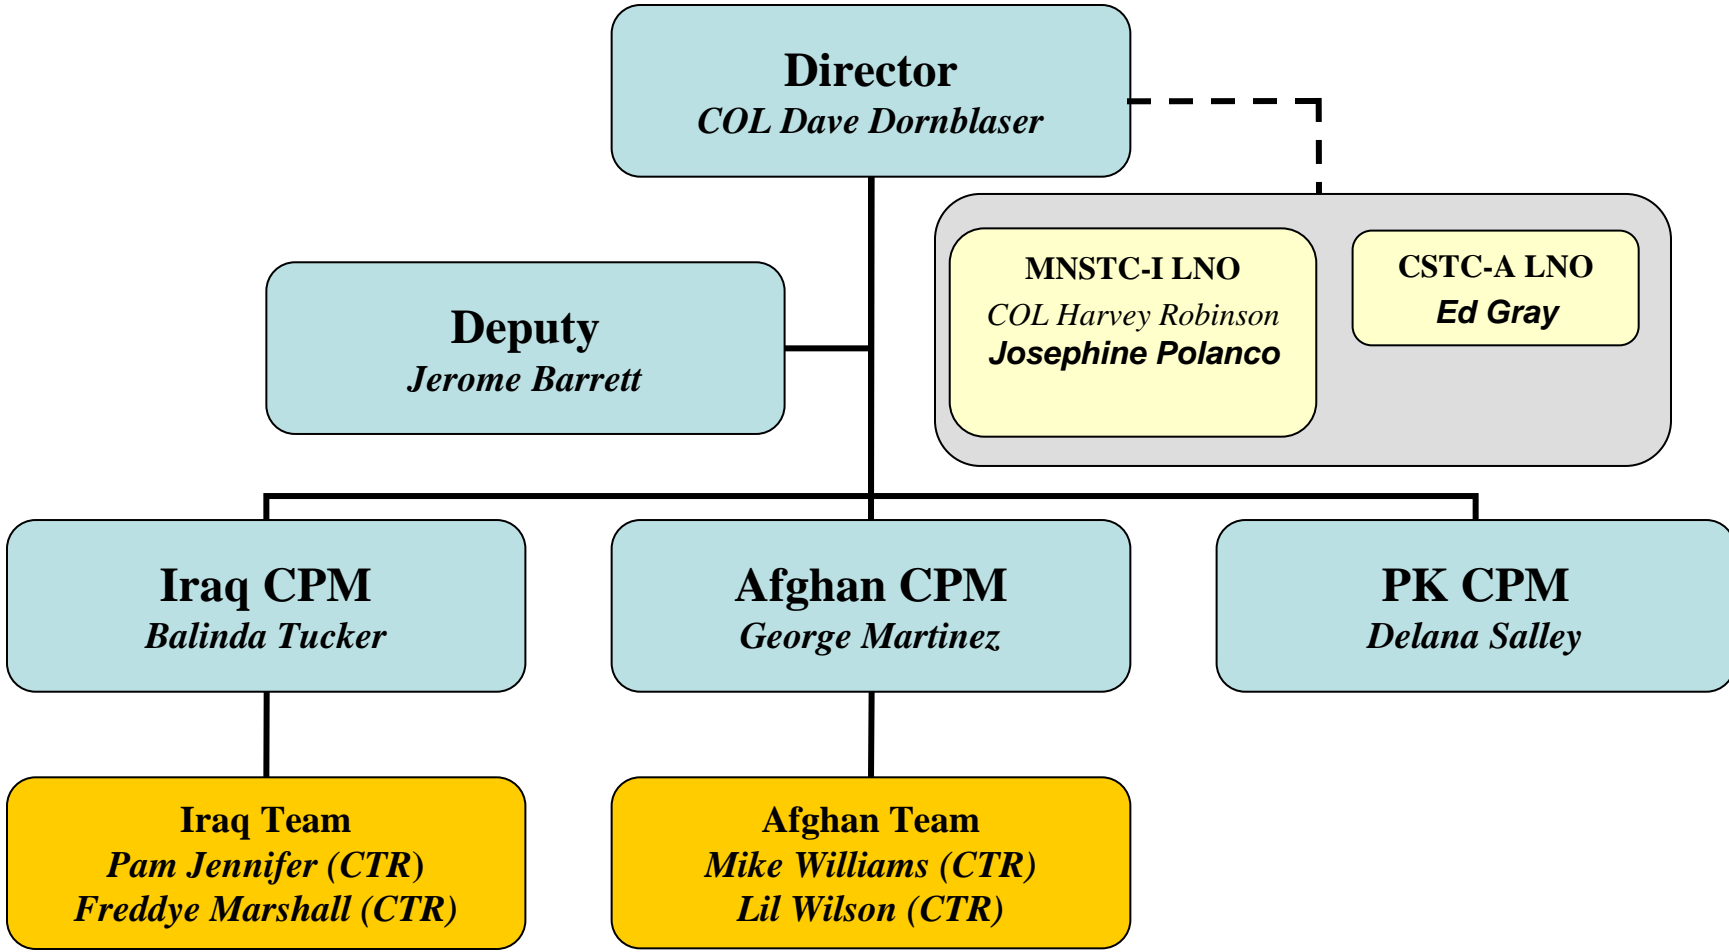 Director
COL Dave Dornblaser
MNSTC-I LNO
COL Harvey Robinson
Josephine Polanco
CSTC-A LNO
Ed Gray
Deputy
Jerome Barrett
Iraq CPM
Balinda Tucker
Afghan CPM
George Martinez
PK CPM
Delana Salley
Iraq Team
Pam Jennifer (CTR)
Freddye Marshall (CTR)
Afghan Team
Mike Williams (CTR)
Lil Wilson (CTR)